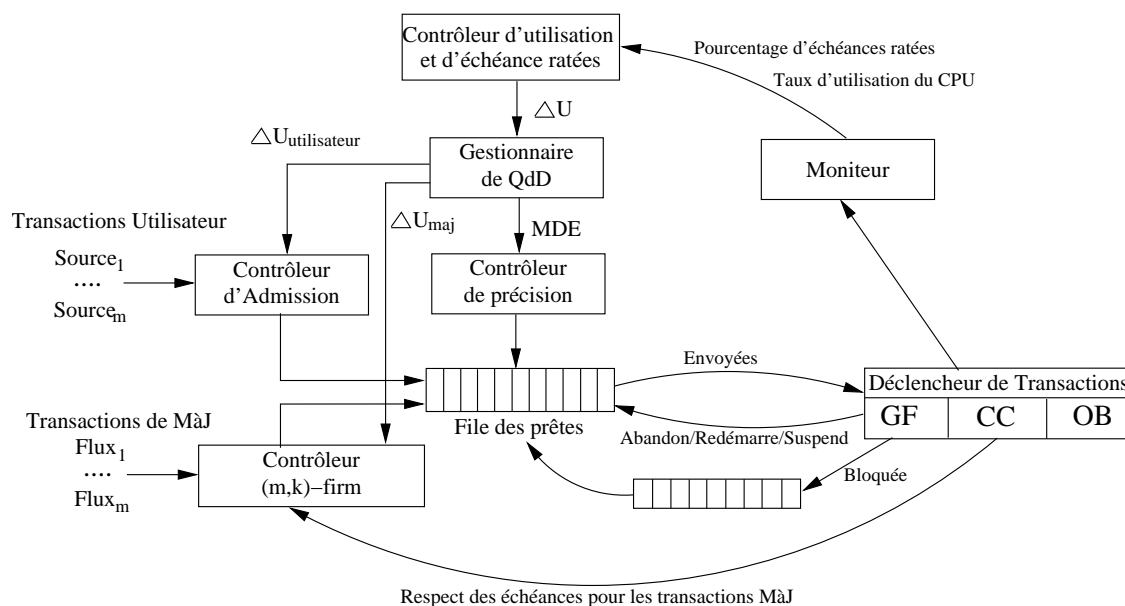 Contrôleur d'utilisation
et d'échéance ratées
Pourcentage d'échéances ratées
Taux d'utilisation du CPU
△U
△Uutilisateur
Gestionnaire
de QdD
Moniteur
Transactions Utilisateur
△Umaj
MDE
Source1
....
Sourcem
Contrôleur
d'Admission
Contrôleur
de précision
Envoyées
Déclencheur de Transactions
GF
CC
OB
Transactions de MàJ
File des prêtes
Abandon/Redémarre/Suspend
Flux1
....
Fluxm
Contrôleur
(m,k)−firm
Bloquée
Respect des échéances pour les transactions MàJ